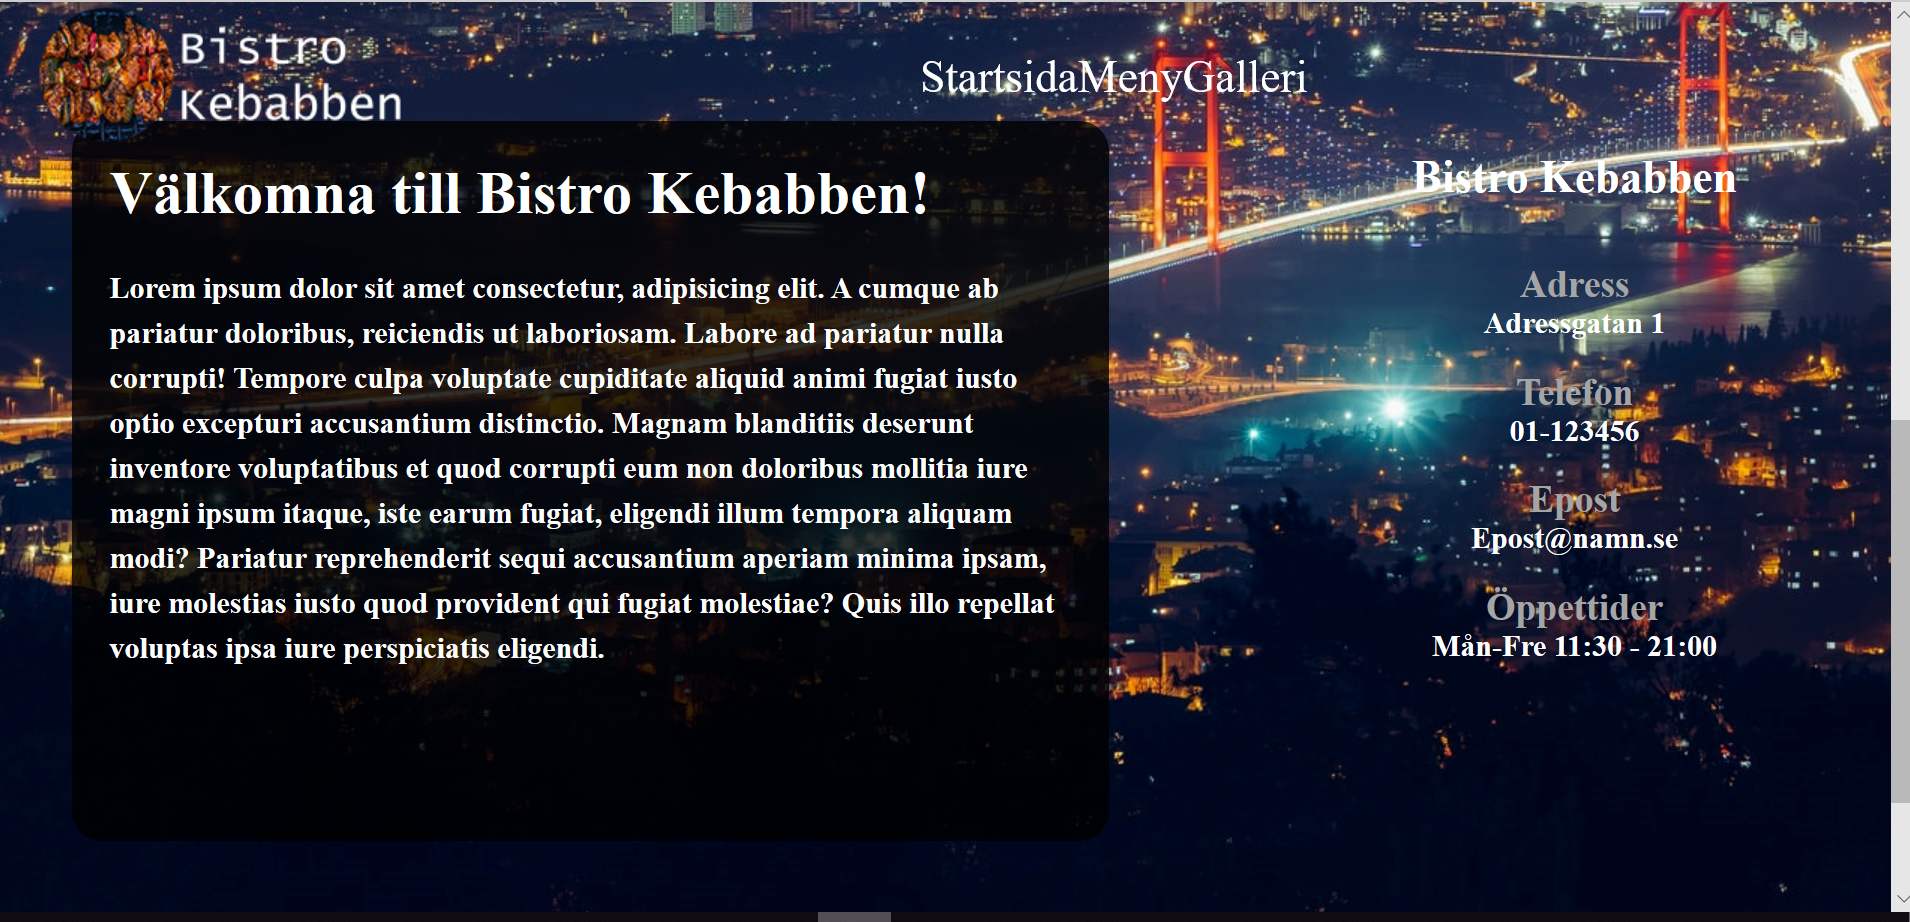 Bistro
Kebabben
StartsidaMenyGalleri
Välkomna till Bistro Kebabben!
Lorem ipsum dolor sit amet consectetur, adipisicing elit. A cumque ab
pariatur doloribus, reiciendis ut laboriosam. Labore ad pariatur nulla
corrupti! Tempore culpa voluptate cupiditate aliquid animi fugiat iusto
optio excepturi accusantium distinctio. Magnam blanditiis deserunt
inventore voluptatibus et quod corrupti eum non doloribus mollitia iure
magni ipsum itaque, iste earum fugiat, eligendi illum tempora aliquam
modi? Pariatur reprehenderit sequi accusantium aperiam minima ipsam,
iure molestias iusto quod provident qui fugiat molestiae? Quis illo repellat
voluptas ipsa iure perspiciatis eligendi.
Bistro Kebabben
Adress
Adressgatan 1
Telefon
01-123456
Epost
Epost@namn.se
Öppettider
Mån-Fre 11:30 - 21:00